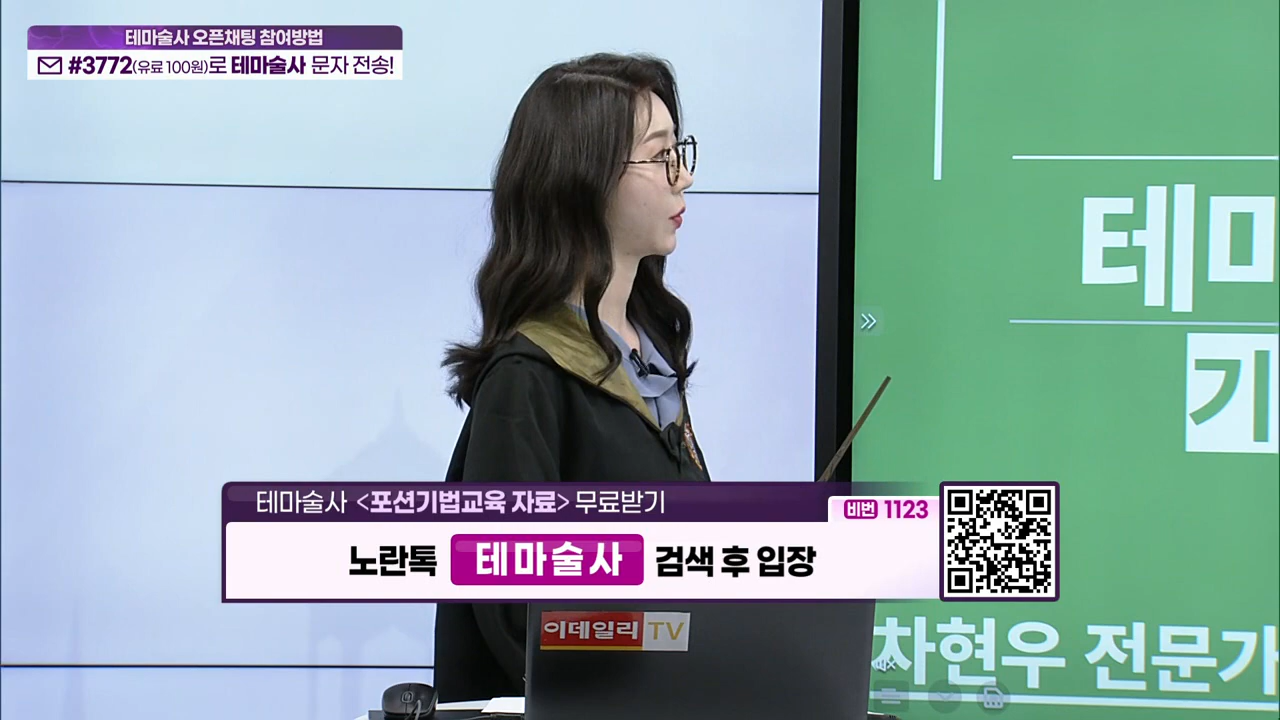 테마술사 오픈채팅 참여방법
#3772(유료 100원)로 테마술사 문자 전송!
테마
기
테마술사 <포션기법교육 자료> 무료받기
비번 1123
노란톡 테마술사 검색 후 입장
이데일리TV
차현우 전문가